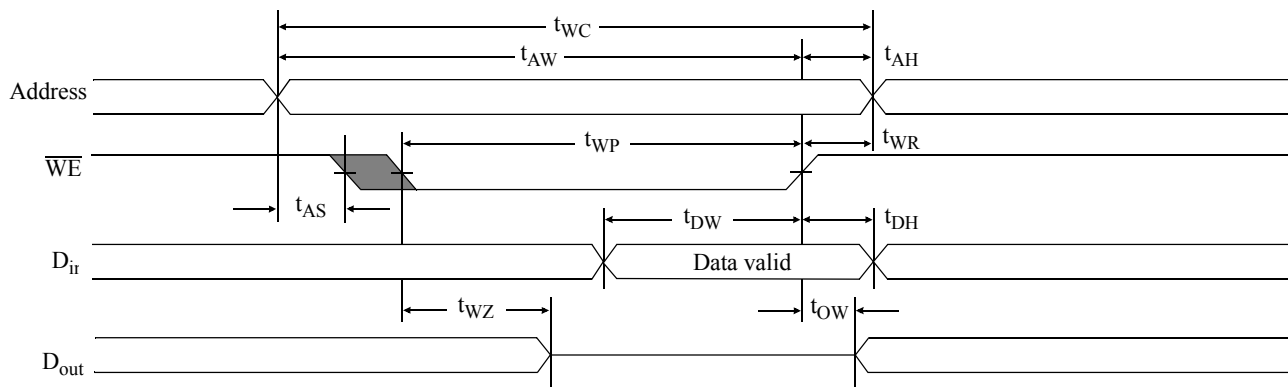 tWC
tAW
tAH
Address
tWP
tWR
WE
tAS
tDW
tDH
Din
Data valid
tWZ
tOW
Dout